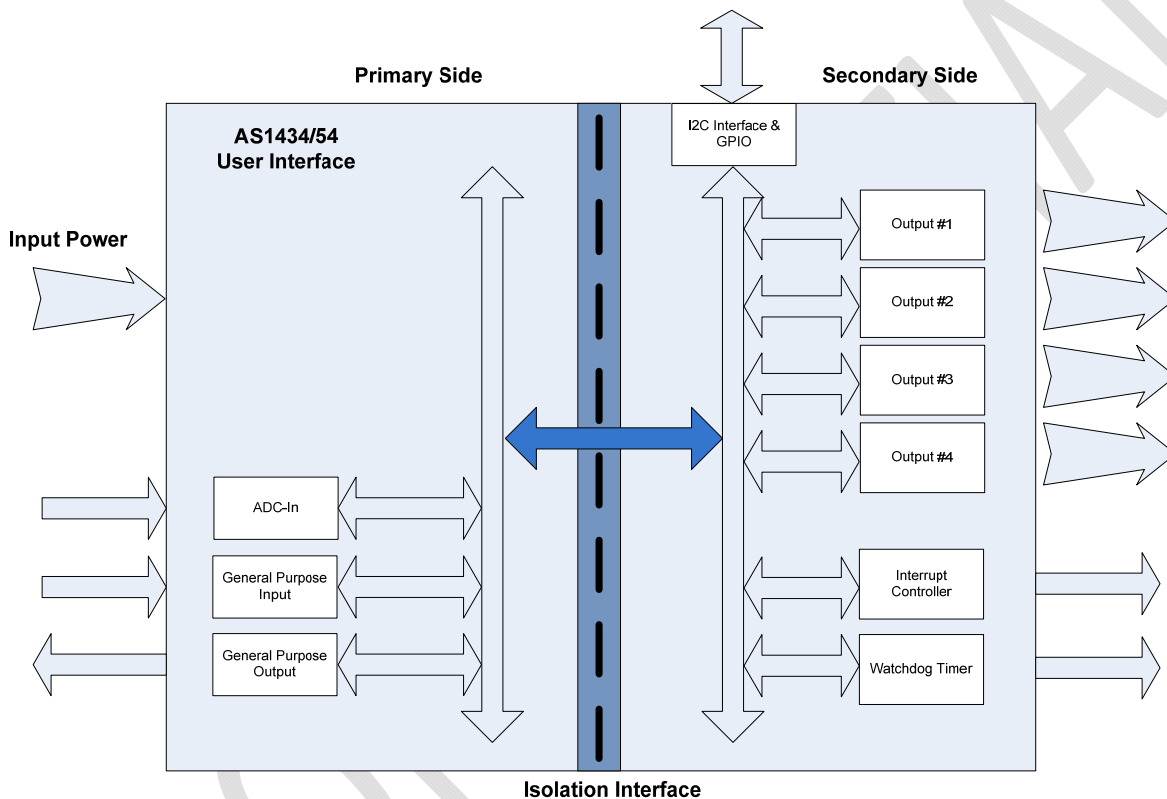 Primary Side
Secondary Side
I2C Interface &
GPIO
AS1434/54
User Interface
Input Power
Output #1
Output #2
Output #3
Output #4
ADC-In
General Purpose
Input
General Purpose
Output
Interrupt
Controller
Watchdog Timer
Isolation Interface